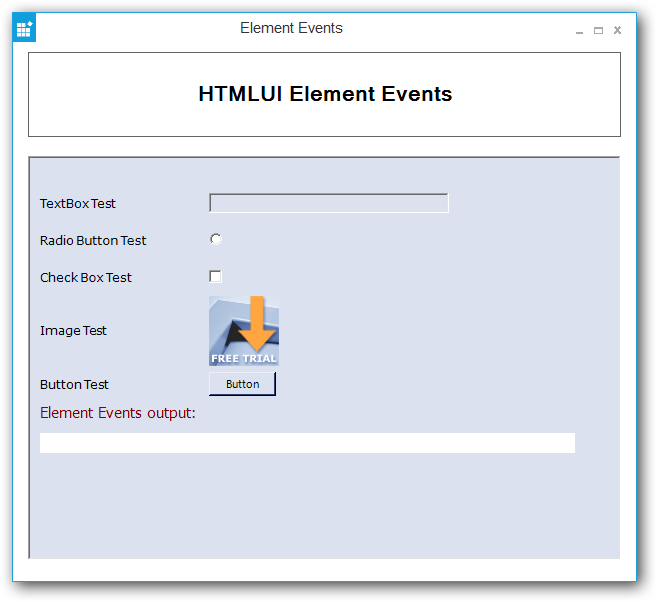 Element Events
HTMLUI Element Events
TextBox Test
Radio Button Test
Check Box Test
Image Test
FREE TRIAL
Button Test
Button
Element Events output: